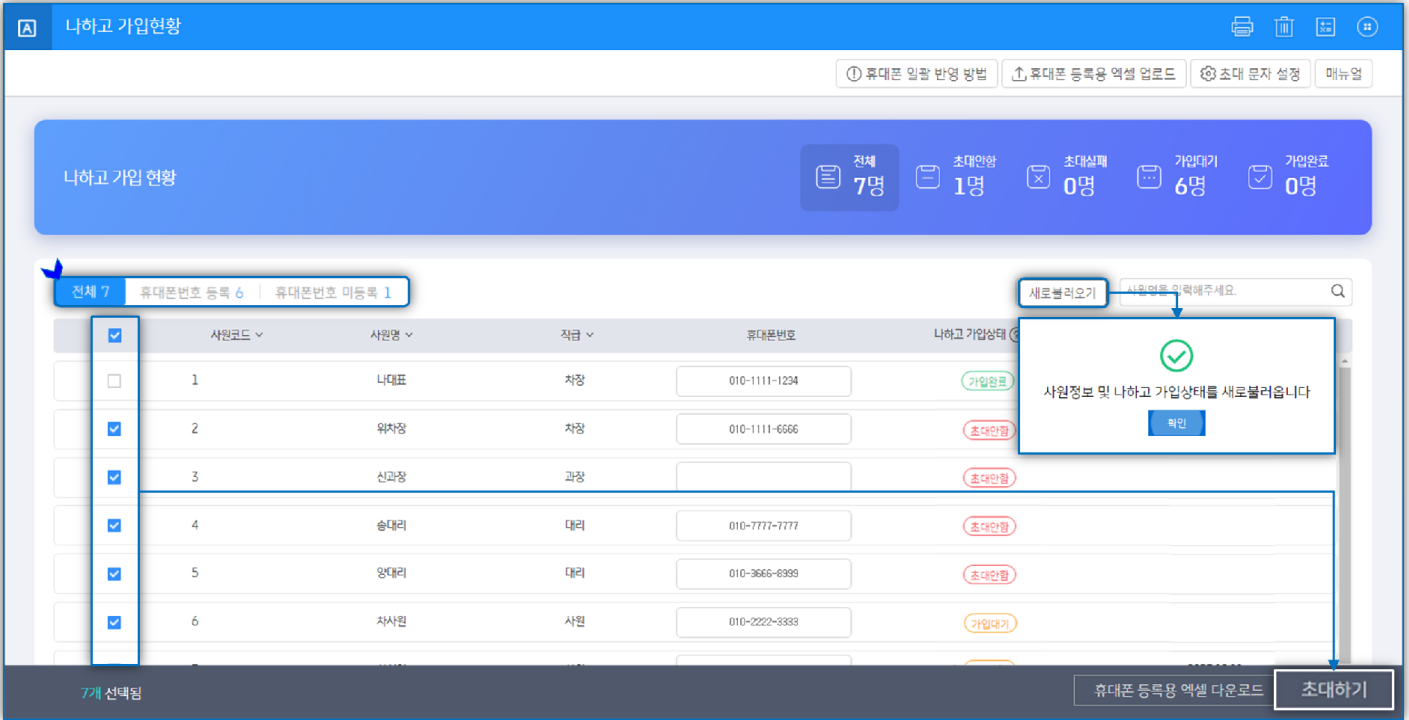 A 나하고 가입현황
휴대폰 일괄 반영 방법 휴대폰 등록용 엑셀 업로드 초대 문자 설정 매뉴얼
나하고 가입 현황
전체 7명
초대안함 1명
초대실패 0명
가입대기 6명
가입완료 0명
전체 7 휴대폰번호 등록 6 휴대폰번호 미등록 1
새로불러오기 사원명을 입력해주세요.
사원코드 사원명 직급 휴대폰번호 나하고 가입상태
1 나대표 차장 010-1111-1234 가입완료
2 위차장 차장 010-1111-6666 초대안함
3 신과장 과장 초대안함
4 송대리 대리 010-7777-7777 초대안함
5 양대리 대리 010-3666-8999 초대안함
6 차사원 사원 010-2222-3333 가입대기
사원정보 및 나하고 가입상태를 새로불러옵니다
확인
7개 선택됨
휴대폰 등록용 엑셀 다운로드 초대하기